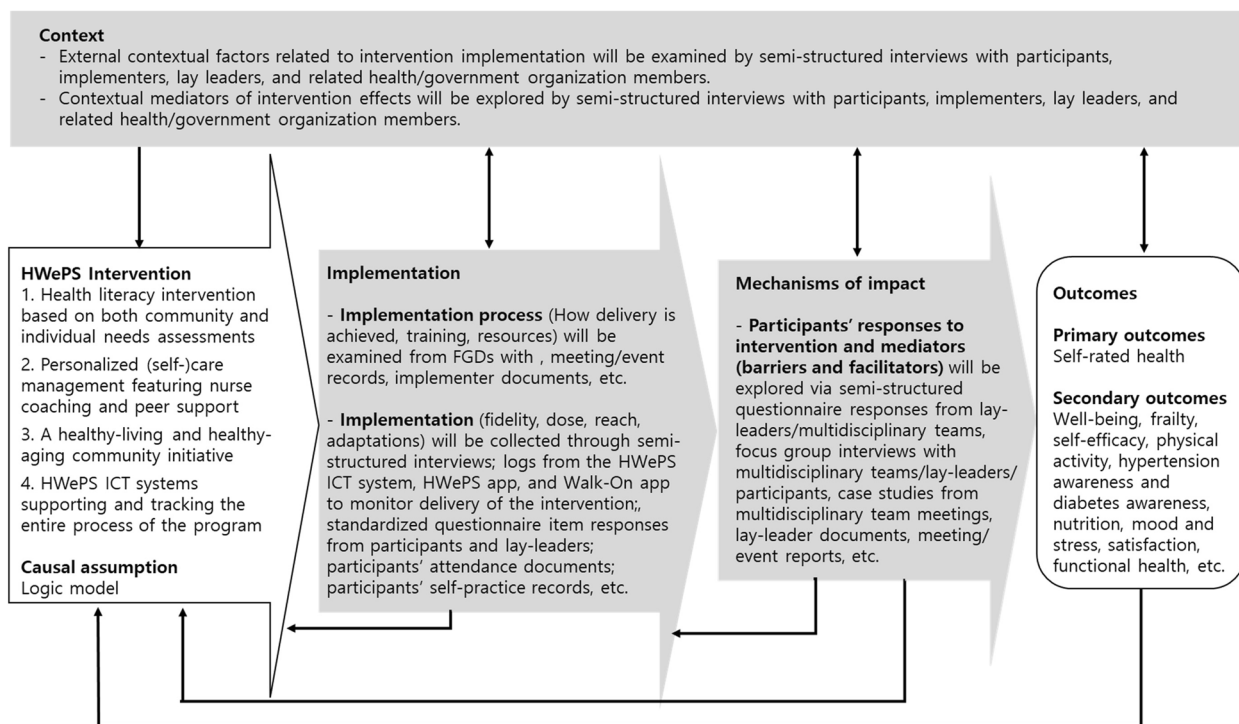 Context
- External contextual factors related to intervention implementation will be examined by semi-structured interviews with participants,
implementers, lay leaders, and related health/government organization members.
- Contextual mediators of intervention effects will be explored by semi-structured interviews with participants, implementers, lay leaders, and
related health/government organization members.
HWePS Intervention
1. Health literacy intervention
based on both community and
individual needs assessments
2. Personalized (self-)care
management featuring nurse
coaching and peer support
3. A healthy-living and healthy-
aging community initiative
4. HWePS ICT systems
supporting and tracking the
entire process of the program
Causal assumption
Logic model
Implementation
- Implementation process (How delivery is
achieved, training, resources) will be
examined from FGDs with , meeting/event
records, implementer documents, etc.
- Implementation (fidelity, dose, reach,
adaptations) will be collected through semi-
structured interviews; logs from the HWePS
ICT system, HWePS app, and Walk-On app
to monitor delivery of the intervention;,
standardized questionnaire item responses
from participants and lay-leaders;
participants' attendance documents;
participants' self-practice records, etc.
Mechanisms of impact
- Participants' responses to
intervention and mediators
(barriers and facilitators) will be
explored via semi-structured
questionnaire responses from lay-
leaders/multidisciplinary teams,
focus group interviews with
multidisciplinary teams/lay-leaders/
participants, case studies from
multidisciplinary team meetings,
lay-leader documents, meeting/
event reports, etc.
Outcomes
Primary outcomes
Self-rated health
Secondary outcomes
Well-being, frailty,
self-efficacy, physical
activity, hypertension
awareness and
diabetes awareness,
nutrition, mood and
stress, satisfaction,
functional health, etc.